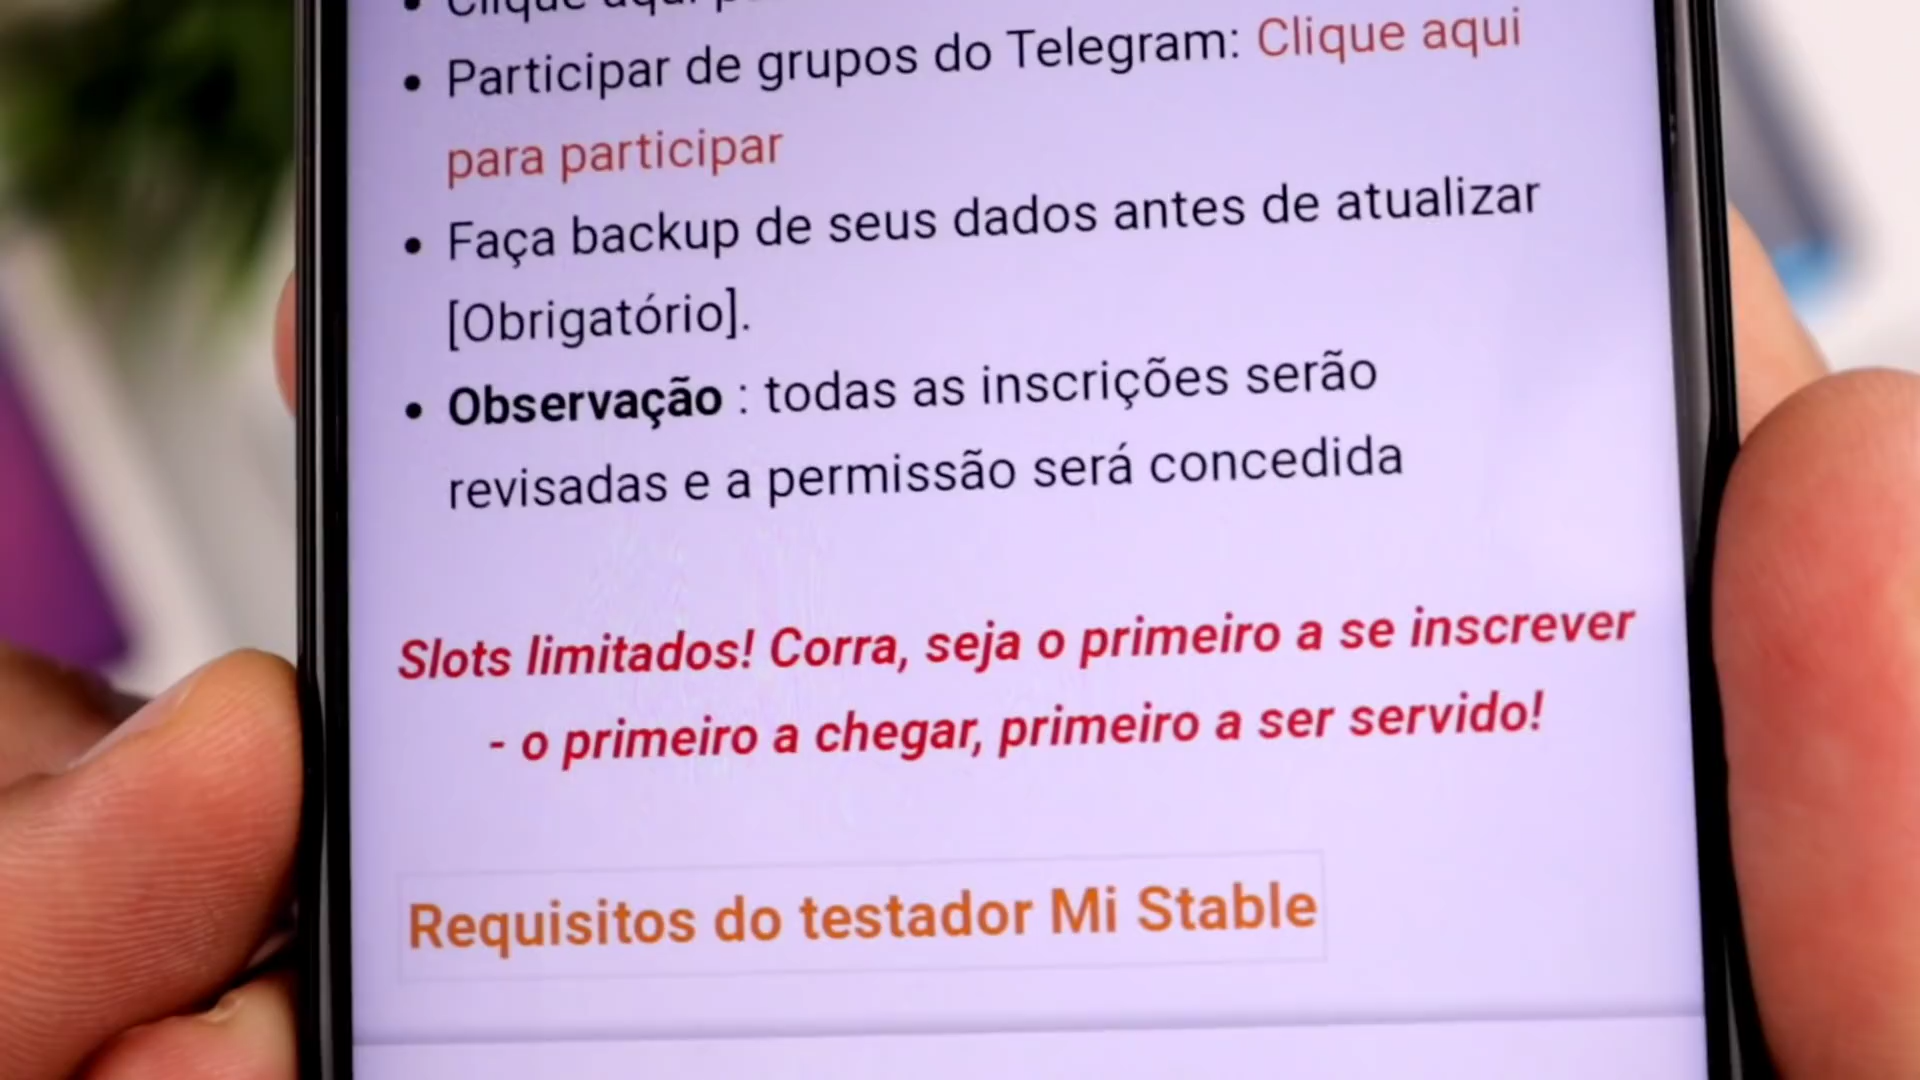 • Clique aqui
• Participar de grupos do Telegram: Clique aqui
para participar
• Faça backup de seus dados antes de atualizar
[Obrigatório].
• Observação : todas as inscrições serão
revisadas e a permissão será concedida
Slots limitados! Corra, seja o primeiro a se inscrever
- o primeiro a chegar, primeiro a ser servido!
Requisitos do testador Mi Stable